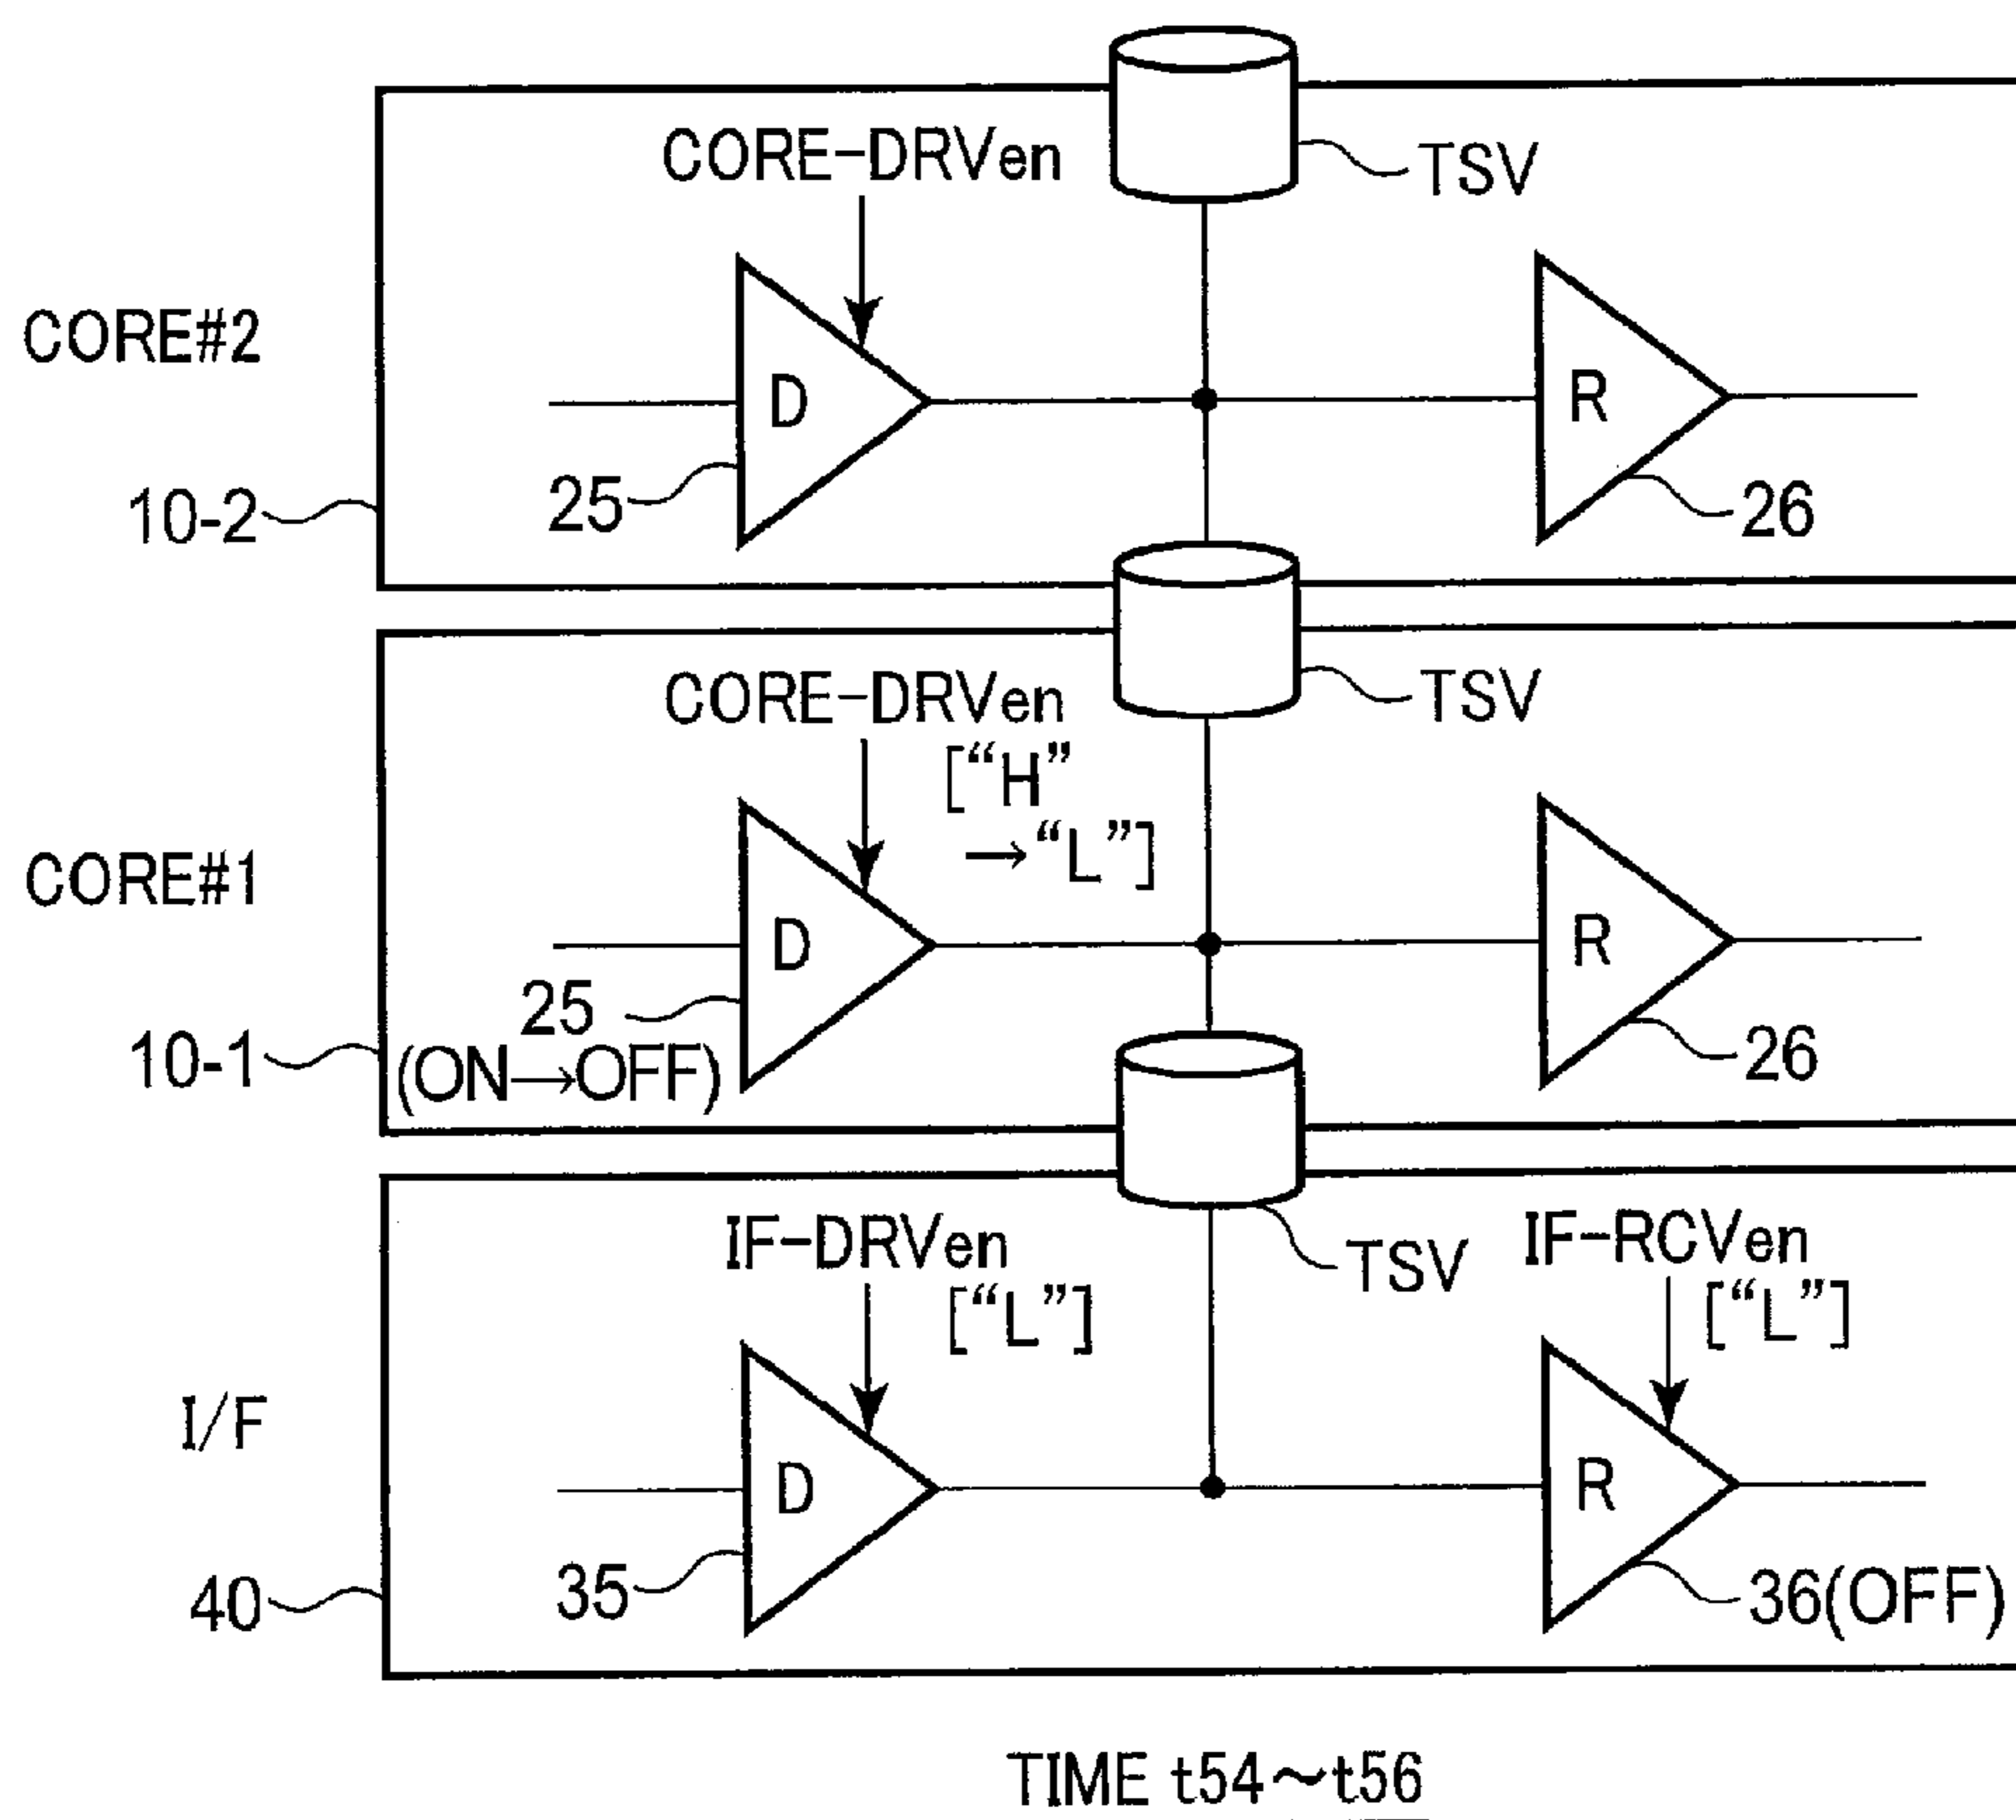 CORE-DRVen
TSV
CORE#2
D
R
25
26
10-2
CORE-DRVen
TSV
[“H”
→“L”]
CORE#1
D
R
25
26
10-1
(ON→OFF)
IF-DRVen
TSV
IF-RCVen
[“L”]
[“L”]
I/F
D
R
35
36(OFF)
40
TIME t54～t56